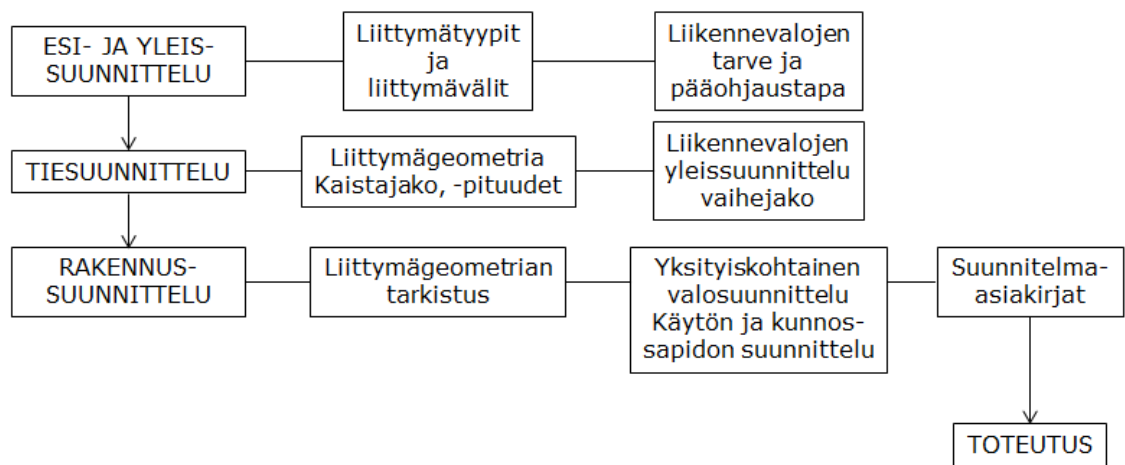 ESI- JA YLEIS-
SUUNNITTELU
Liittymätyypit
ja
liittymävälit
Liikennevalojen
tarve ja
pääohjaustapa
TIESUUNNITTELU
Liittymägeometria
Kaistajako, -pituudet
Liikennevalojen
yleissuunnittelu
vaihejako
RAKENNUS-
SUUNNITTELU
Liittymägeometrian
tarkistus
Yksityiskohtainen
valosuunnittelu
Käytön ja kunnos-
sapidon suunnittelu
Suunnitelma-
asiakirjat
TOTEUTUS